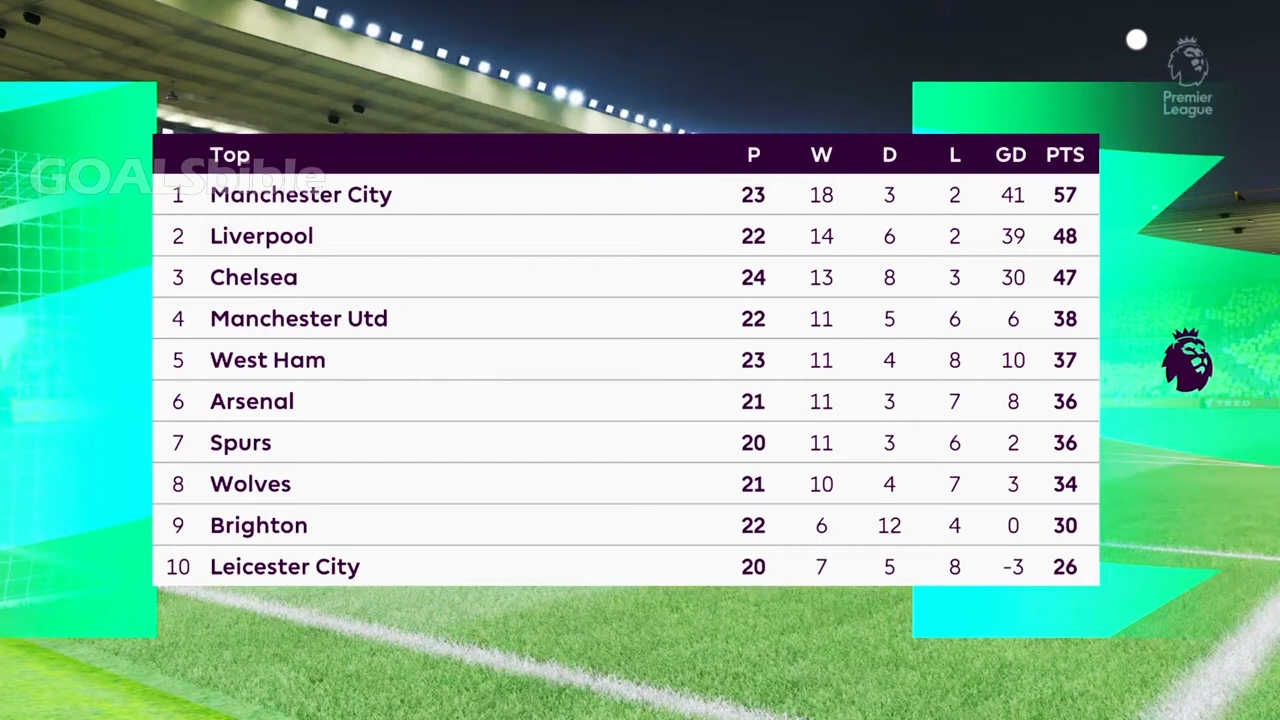 Premier
League
GOALSbible
Top P W D L GD PTS
1 Manchester City 23 18 3 2 41 57
2 Liverpool 22 14 6 2 39 48
3 Chelsea 24 13 8 3 30 47
4 Manchester Utd 22 11 5 6 6 38
5 West Ham 23 11 4 8 10 37
6 Arsenal 21 11 3 7 8 36
7 Spurs 20 11 3 6 2 36
8 Wolves 21 10 4 7 3 34
9 Brighton 22 6 12 4 0 30
10 Leicester City 20 7 5 8 -3 26